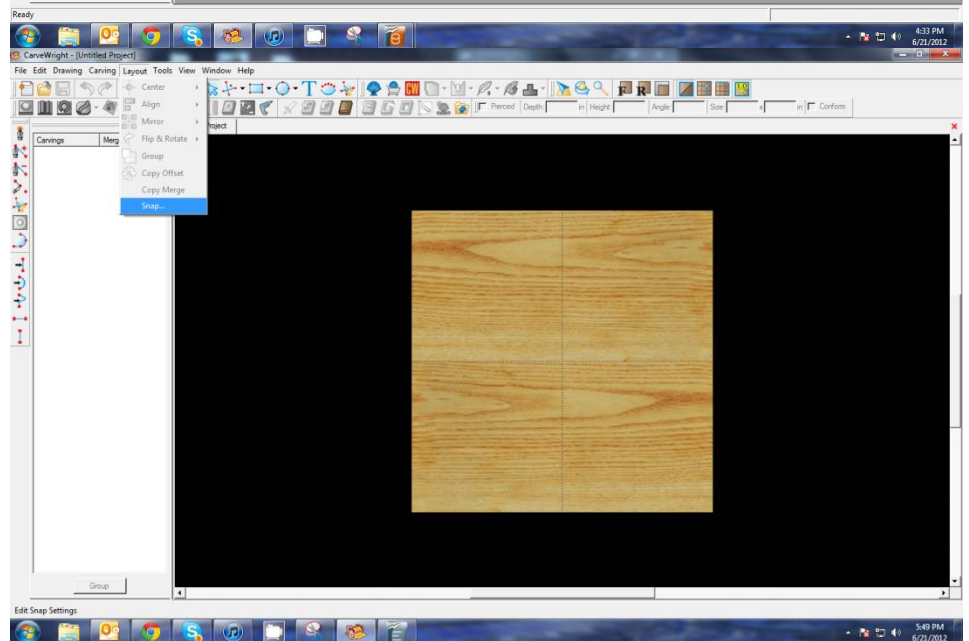 Ready
4:33 PM
6/21/2012
CarveWright - [Untitled Project]
File Edit Drawing Carving Layout Tools View Window Help
Center
Align
Mirror
Flip & Rotate
Group
Copy Offset
Copy Merge
Snap...
CW
Pierced Depth: in Height Angle Size x in Conform
Carvings Merg
roject
Group
Edit Snap Settings
5:49 PM
6/21/2012